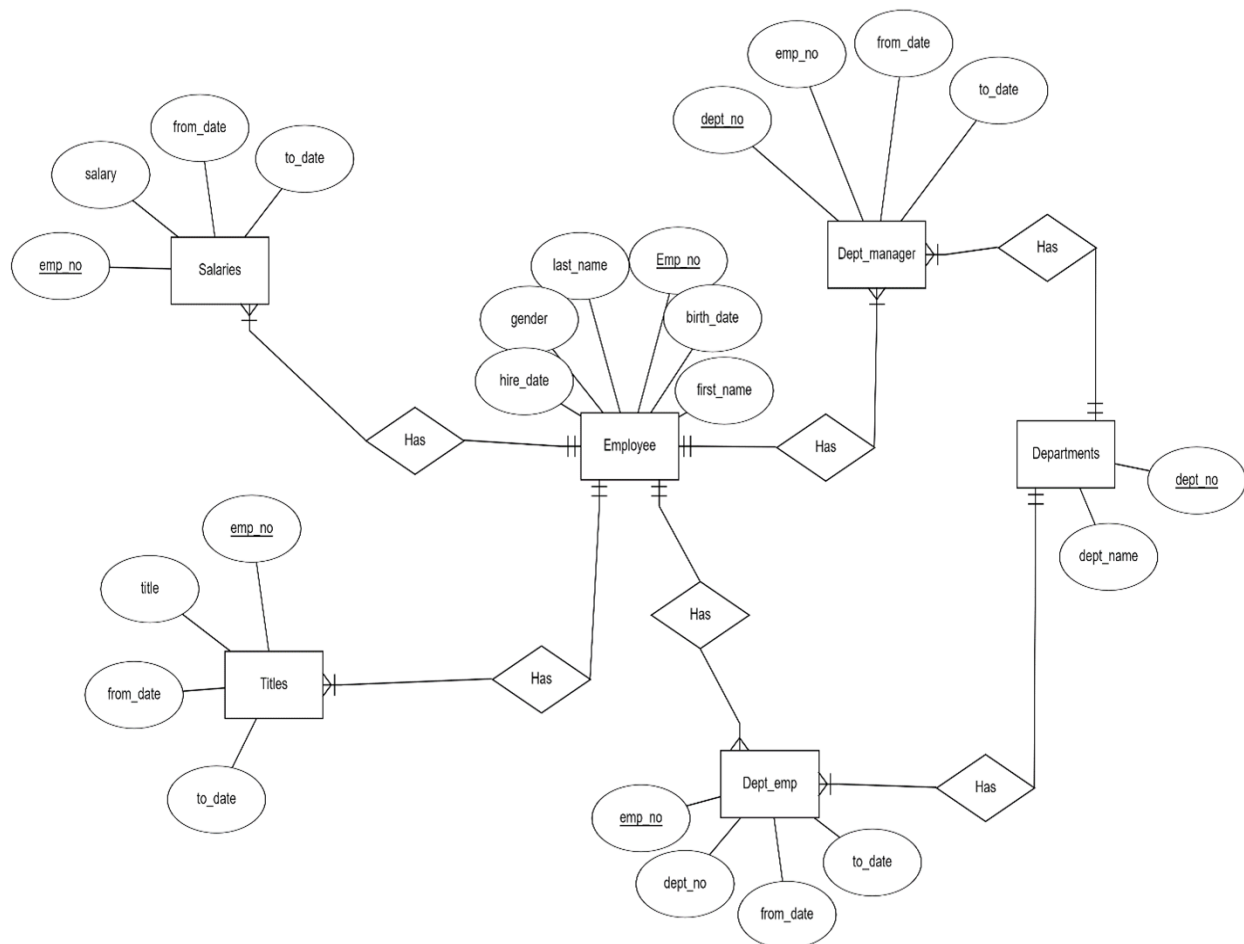 emp_no
from_date
to_date
dept_no
from_date
to_date
salary
emp_no
Salaries
last_name
Emp_no
gender
birth_date
hire_date
first_name
Dept_manager
Has
Has
Employee
Has
Departments
dept_no
dept_name
emp_no
title
from_date
Titles
to_date
Has
Has
Dept_emp
Has
emp_no
dept_no
from_date
to_date